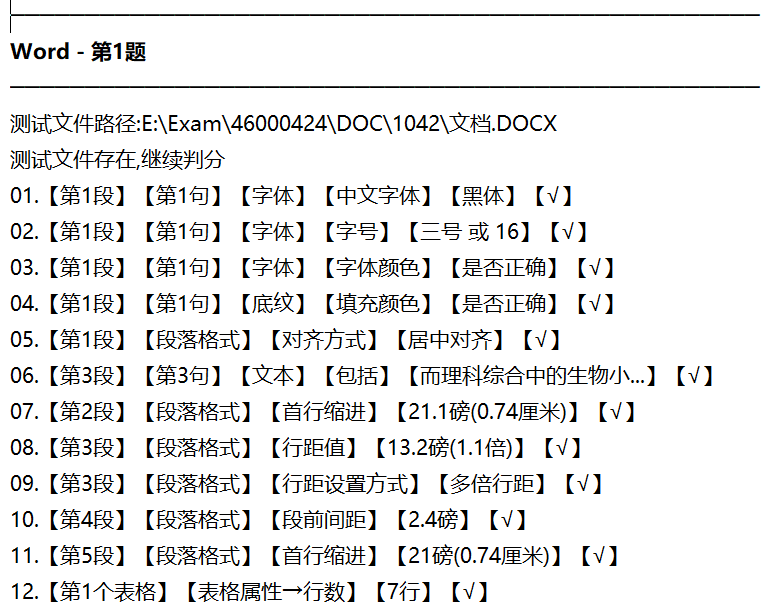 Word - 第1题
测试文件路径:E:\Exam\46000424\DOC\1042\文档.DOCX
测试文件存在,继续判分
01.【第1段】【第1句】【字体】【中文字体】【黑体】【√】
02.【第1段】【第1句】【字体】【字号】【三号 或 16】【√】
03.【第1段】【第1句】【字体】【字体颜色】【是否正确】【√】
04.【第1段】【第1句】【底纹】【填充颜色】【是否正确】【√】
05.【第1段】【段落格式】【对齐方式】【居中对齐】【√】
06.【第3段】【第3句】【文本】【包括】【而理科综合中的生物小...】【√】
07.【第2段】【段落格式】【首行缩进】【21.1磅(0.74厘米)】【√】
08.【第3段】【段落格式】【行距值】【13.2磅(1.1倍)】【√】
09.【第3段】【段落格式】【行距设置方式】【多倍行距】【√】
10.【第4段】【段落格式】【段前间距】【2.4磅】【√】
11.【第5段】【段落格式】【首行缩进】【21磅(0.74厘米)】【√】
12.【第1个表格】【表格属性→行数】【7行】【√】